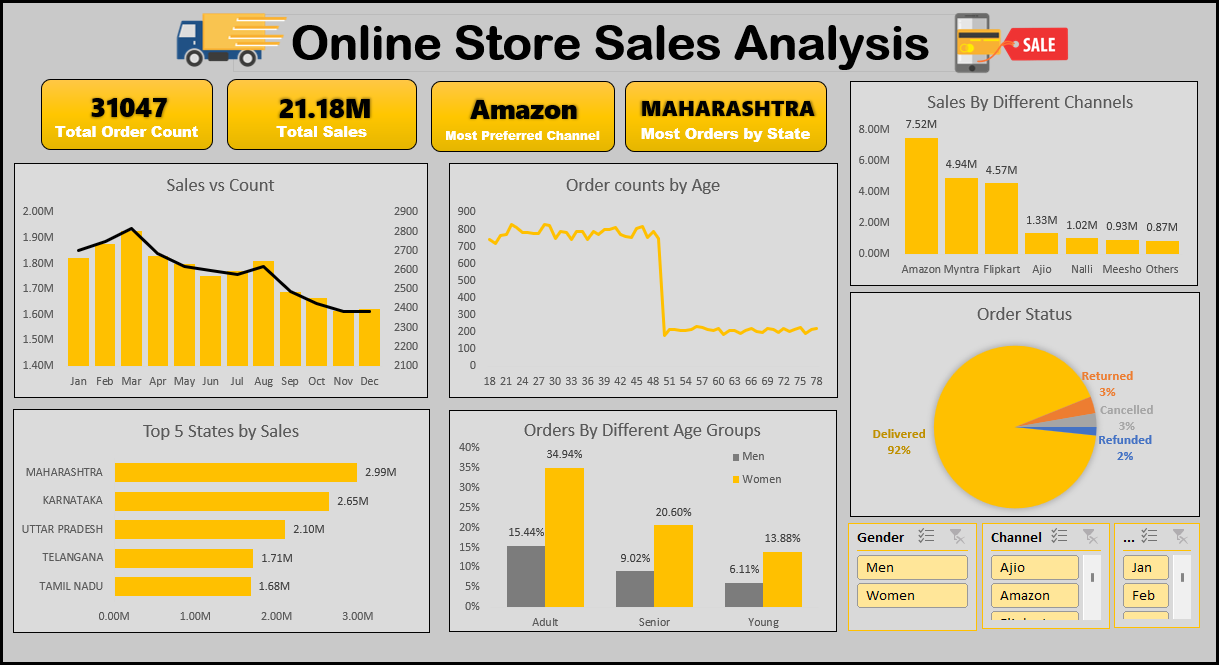 Online Store Sales Analysis
SALE
31047
Total Order Count
21.18M
Total Sales
Amazon
Most Preferred Channel
MAHARASHTRA
Most Orders by State
Sales vs Count
2.00M
1.90M
1.80M
1.70M
1.60M
1.50M
1.40M
2900
2800
2700
2600
2500
2400
2300
2200
2100
Jan Feb Mar Apr May Jun Jul Aug Sep Oct Nov Dec
Order counts by Age
900
800
700
600
500
400
300
200
100
0
18 21 24 27 30 33 36 39 42 45 48 51 54 57 60 63 66 69 72 75 78
Sales By Different Channels
8.00M
6.00M
4.00M
2.00M
0.00M
7.52M
4.94M
4.57M
1.33M
1.02M
0.93M
0.87M
Amazon Myntra Flipkart Ajio Nalli Meesho Others
Order Status
Returned
3%
Cancelled
3%
Refunded
2%
Delivered
92%
Top 5 States by Sales
MAHARASHTRA 2.99M
KARNATAKA 2.65M
UTTAR PRADESH 2.10M
TELANGANA 1.71M
TAMIL NADU 1.68M
0.00M 1.00M 2.00M 3.00M
Orders By Different Age Groups
40%
35%
30%
25%
20%
15%
10%
5%
0%
15.44%
34.94%
9.02%
20.60%
6.11%
13.88%
Men
Women
Adult Senior Young
Gender
Men
Women
Channel
Ajio
Amazon
...
Jan
Feb